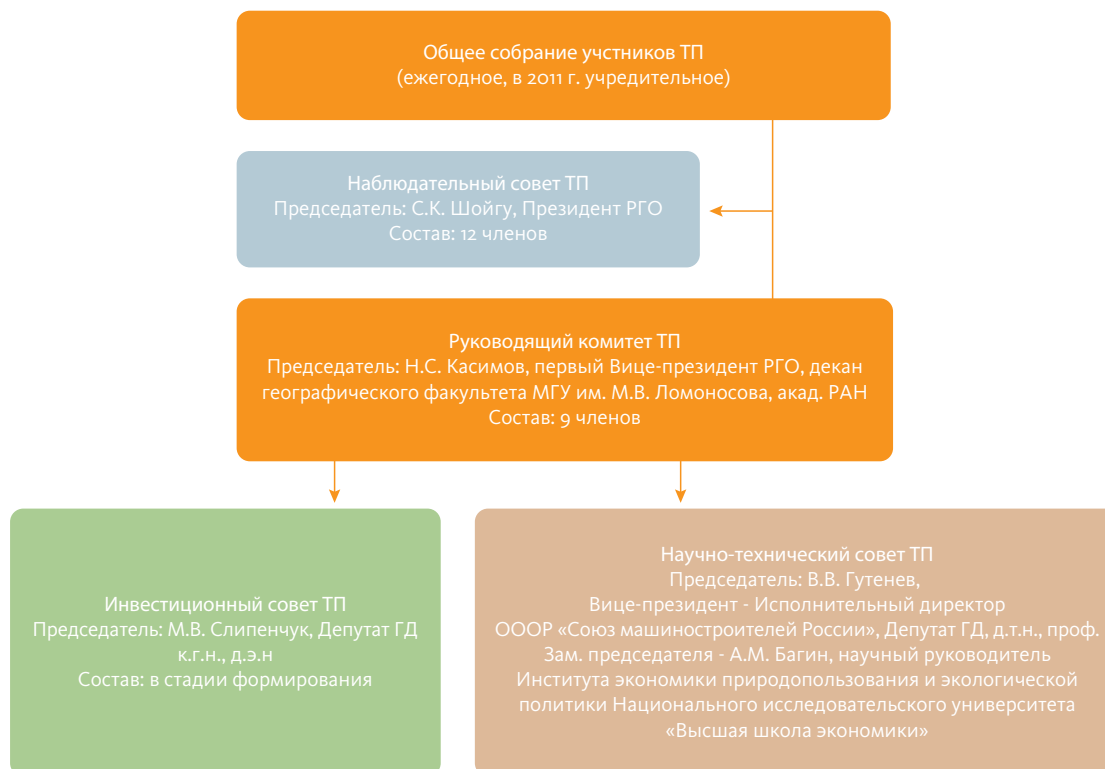 Общее собрание учстников ТП
(ежегодное, в 2011 г. учредительное)
Наблюдательный совет ТП
Председатель: С.К. Шойгу, Президент РГО
Состав: 12 членов
Руководящий комитет ТП
Председатель: Н.С. Касимов, первый Вице-президент РГО, декан
географического факультета МГУ им. М.В. Ломоносова, акад. РАН
Состав: 9 членов
Инвестиционный совет ТП
Председатель: М.В. Слипенчук, Депутат ГД
к.г.н., д.э.н
Состав: в стадии формирования
Научно-технический совет ТП
Председатель: В.В. Гутенев,
Вице-президент - Исполнительный директор
ОООР «Союз машиностроителей России», Депутат ГД, д.т.н., проф.
Зам. председателя - А.М. Багин, научный руководитель
Института экономики природопользования и экологической
политики Национального исследовательского университета
«Высшая школа экономики»